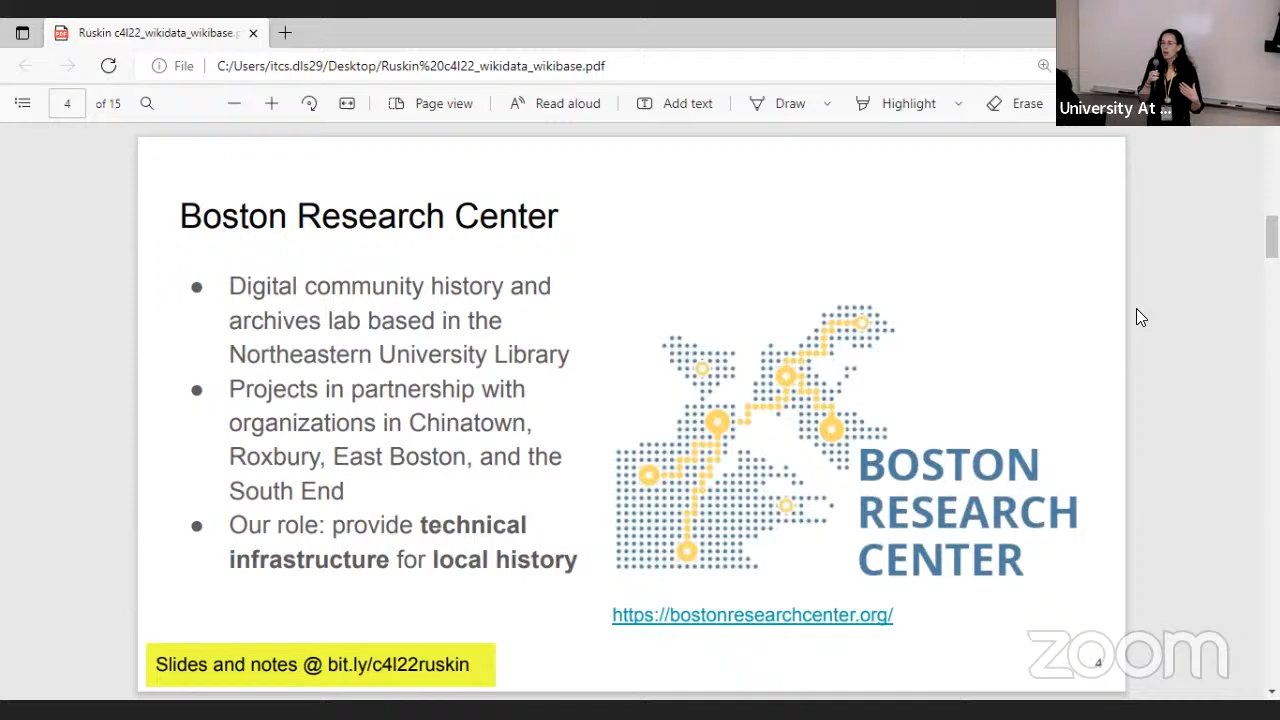 Ruskin c4l22_wikidata_wikibase.p
File
C:/Users/itcs.dls29/Desktop/Ruskin%20c4l22_wikidata_wikibase.pdf
4 of 15
Page view
Read aloud
Add text
Draw
Highlight
Erase
University At ...
Boston Research Center
● Digital community history and
archives lab based in the
Northeastern University Library
● Projects in partnership with
organizations in Chinatown,
Roxbury, East Boston, and the
South End
● Our role: provide technical
infrastructure for local history
BOSTON
RESEARCH
CENTER
https://bostonresearchcenter.org/
Slides and notes @ bit.ly/c4l22ruskin
zoom
4